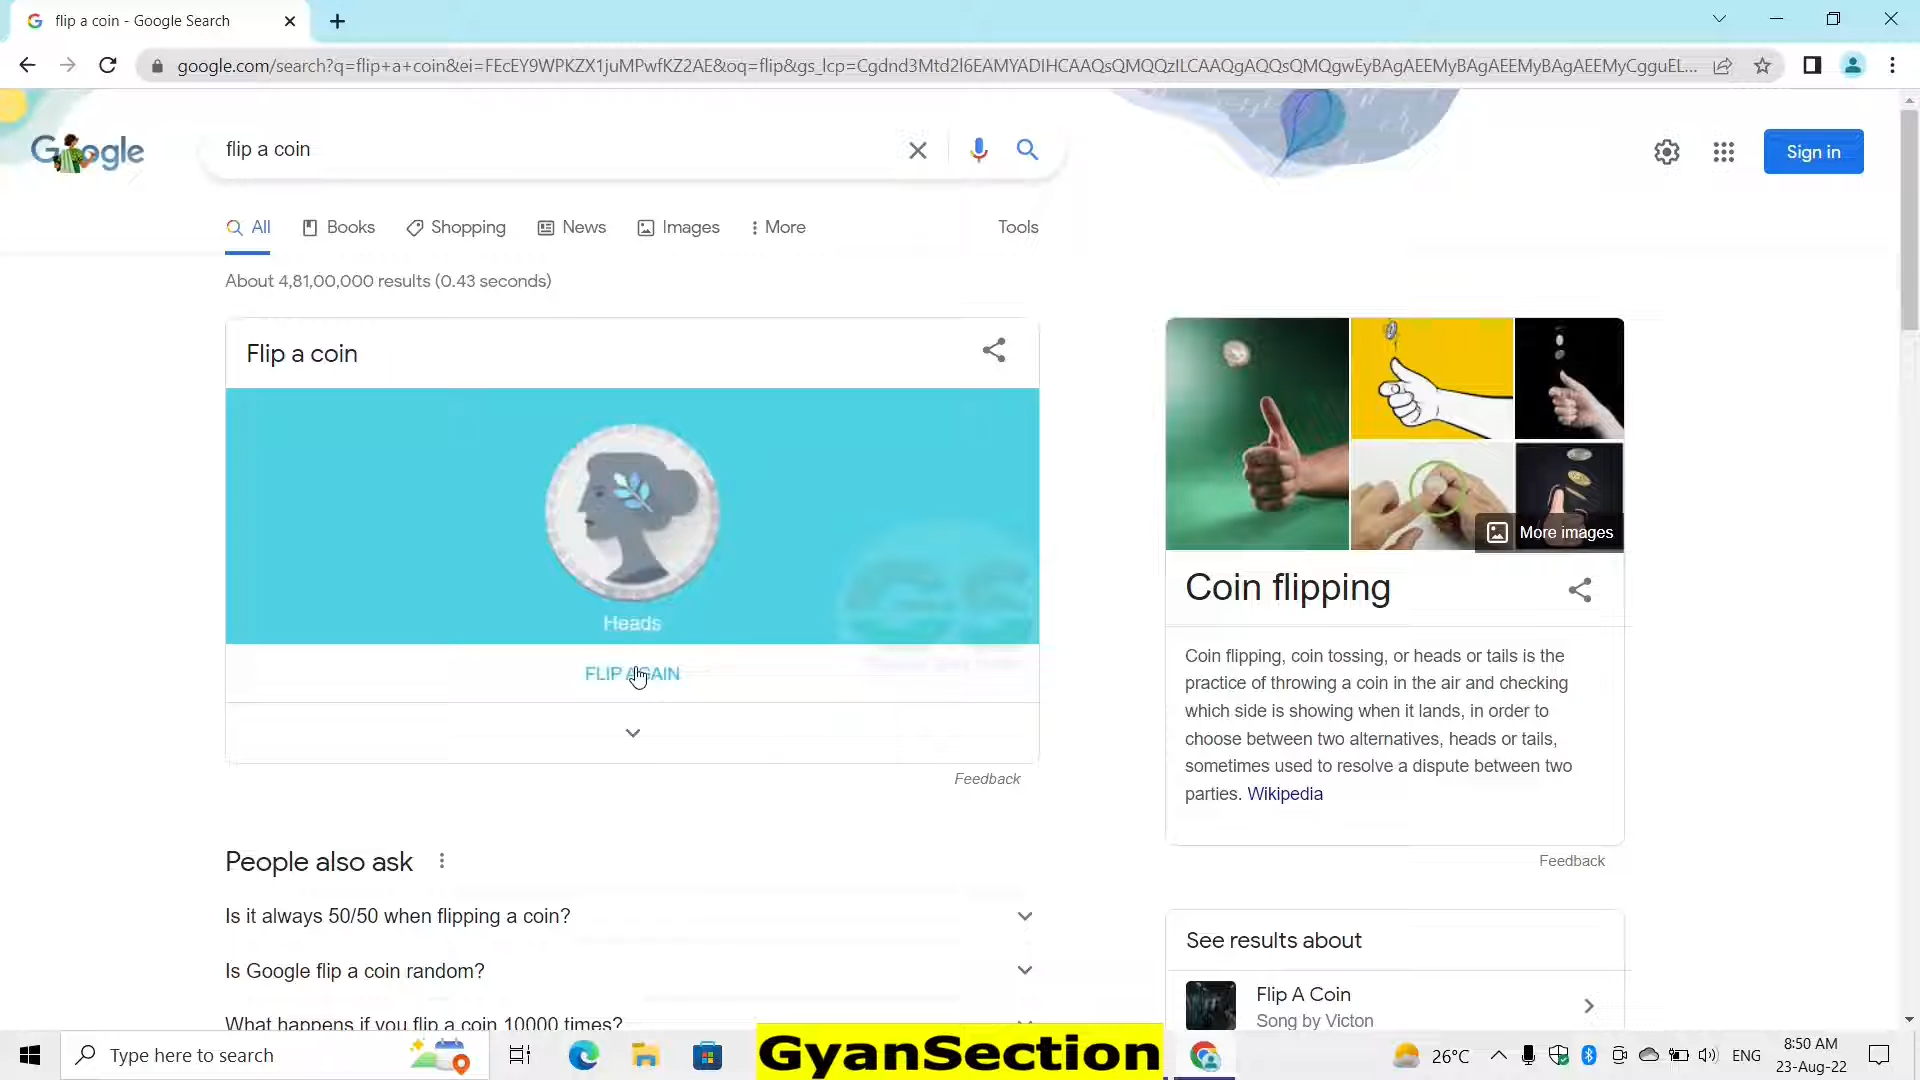 flip a coin - Google Search
google.com/search?q=flip+a+coin&ei=FEcEY9WPKZX1juMPwfKZ2AE&oq=flip&gs_lcp=Cgdnd3Mtd2l6EAMYADIHCAAQsQMQQzILCAAQgAQQsQMQgwEyBAgAEEMyBAgAEEMyBAgAEEMyCgguEL...
Google
flip a coin
Sign in
All
Books
Shopping
News
Images
More
Tools
About 4,81,00,000 results (0.43 seconds)
Flip a coin
Heads
FLIP AGAIN
Feedback
People also ask
Is it always 50/50 when flipping a coin?
Is Google flip a coin random?
What happens if you flip a coin 10000 times?
More images
Coin flipping
Coin flipping, coin tossing, or heads or tails is the
practice of throwing a coin in the air and checking
which side is showing when it lands, in order to
choose between two alternatives, heads or tails,
sometimes used to resolve a dispute between two
parties. Wikipedia
Feedback
See results about
Flip A Coin
Song by Victon
Type here to search
GyanSection
26°C
ENG
8:50 AM
23-Aug-22